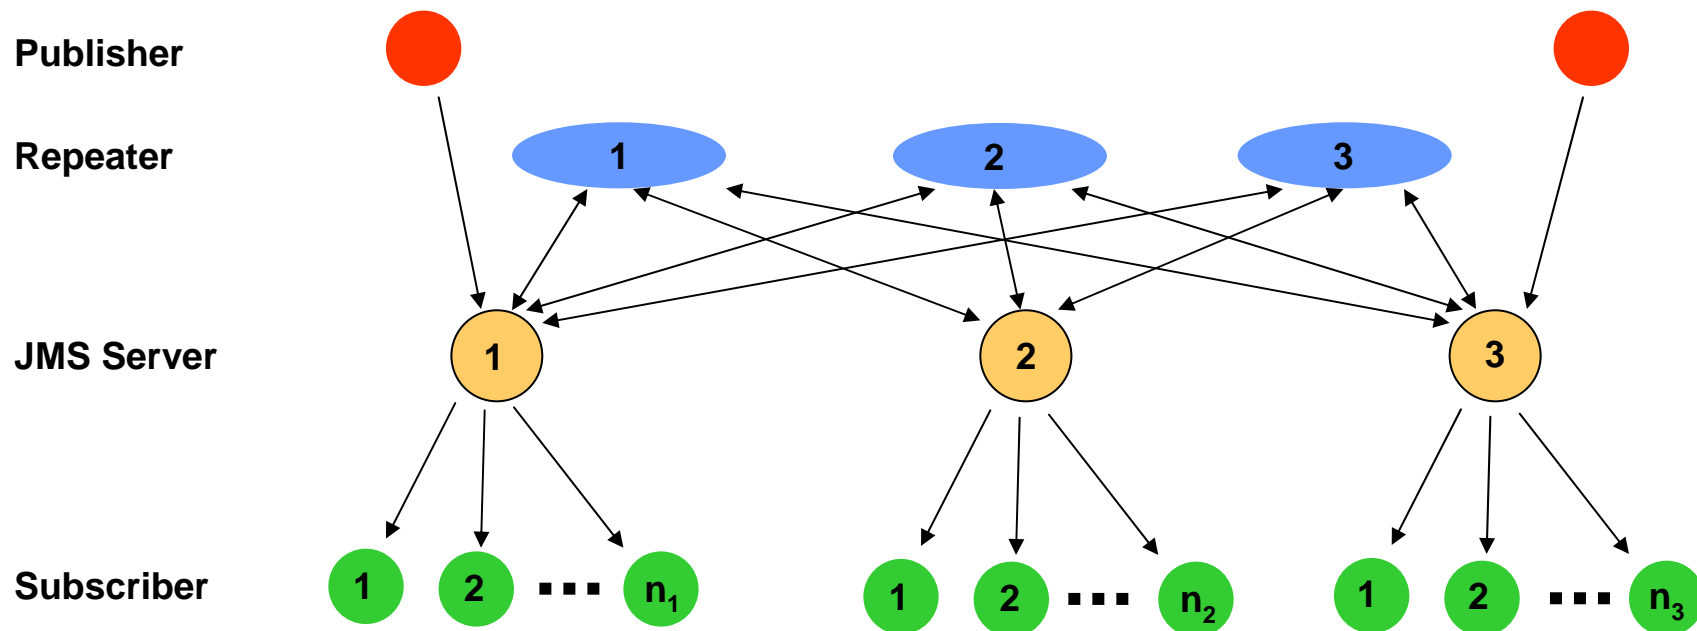 Publisher
Repeater 1 2 3
JMS Server 1 2 3
Subscriber 1 2 ... n1 1 2 ... n2 1 2 ... n3